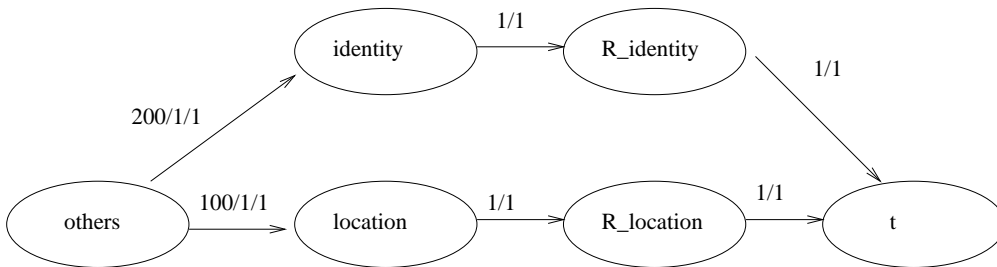 1/1
identity
R_identity
1/1
200/1/1
100/1/1
1/1
1/1
others
location
R_location
t